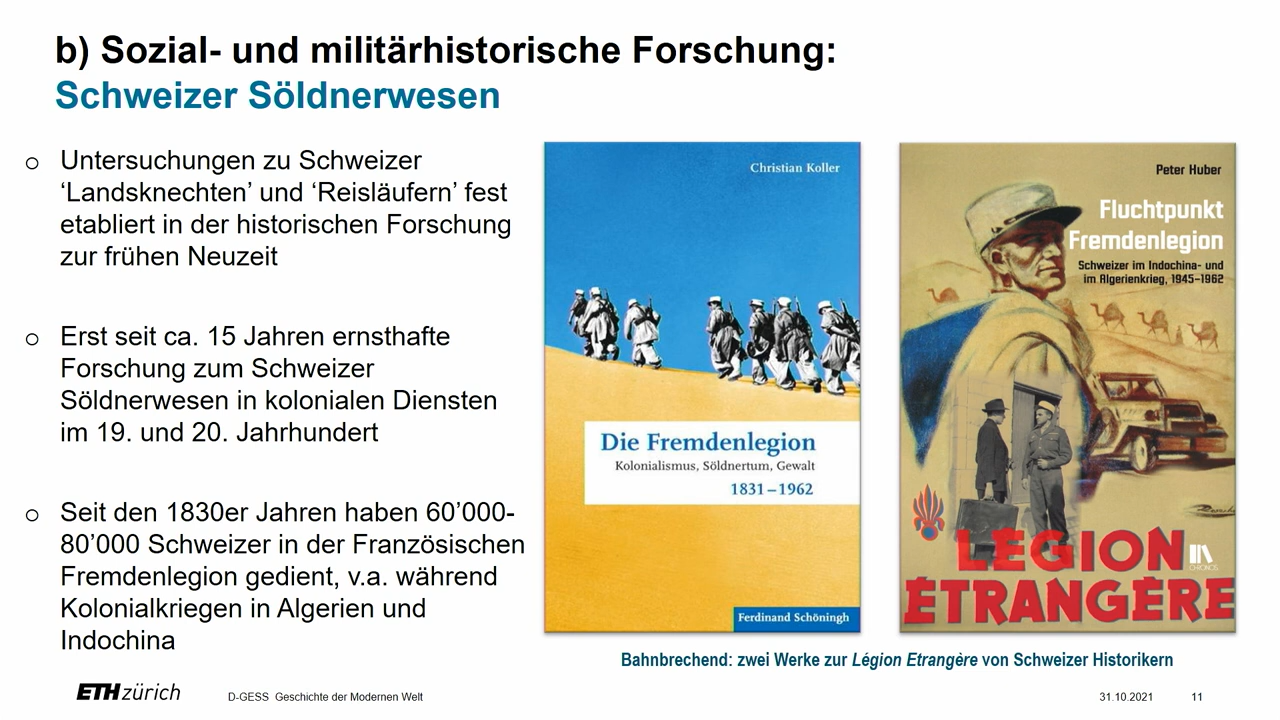 b) Sozial- und militärhistorische Forschung:
Schweizer Söldnerwesen
o Untersuchungen zu Schweizer
‘Landsknechten’ und ‘Reisläufern’ fest
etabliert in der historischen Forschung
zur frühen Neuzeit
o Erst seit ca. 15 Jahren ernsthafte
Forschung zum Schweizer
Söldnerwesen in kolonialen Diensten
im 19. und 20. Jahrhundert
o Seit den 1830er Jahren haben 60’000-
80’000 Schweizer in der Französischen
Fremdenlegion gedient, v.a. während
Kolonialkriegen in Algerien und
Indochina
Christian Koller
Die Fremdenlegion
Kolonialismus, Söldnertum, Gewalt
1831–1962
Ferdinand Schöningh
Peter Huber
Fluchtpunkt
Fremdenlegion
Schweizer im Indochina- und
im Algerienkrieg, 1945–1962
LEGION
ÉTRANGÈRE
CHRONOS
Bahnbrechend: zwei Werke zur Légion Etrangère von Schweizer Historikern
ETH zürich
D-GESS Geschichte der Modernen Welt
31.10.2021
11